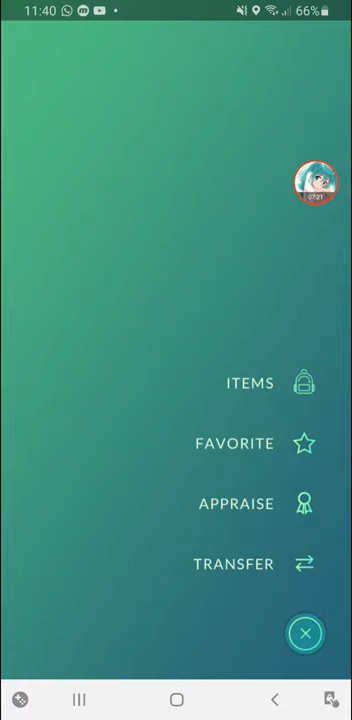 11:40
66%
07:21
ITEMS
FAVORITE
APPRAISE
TRANSFER